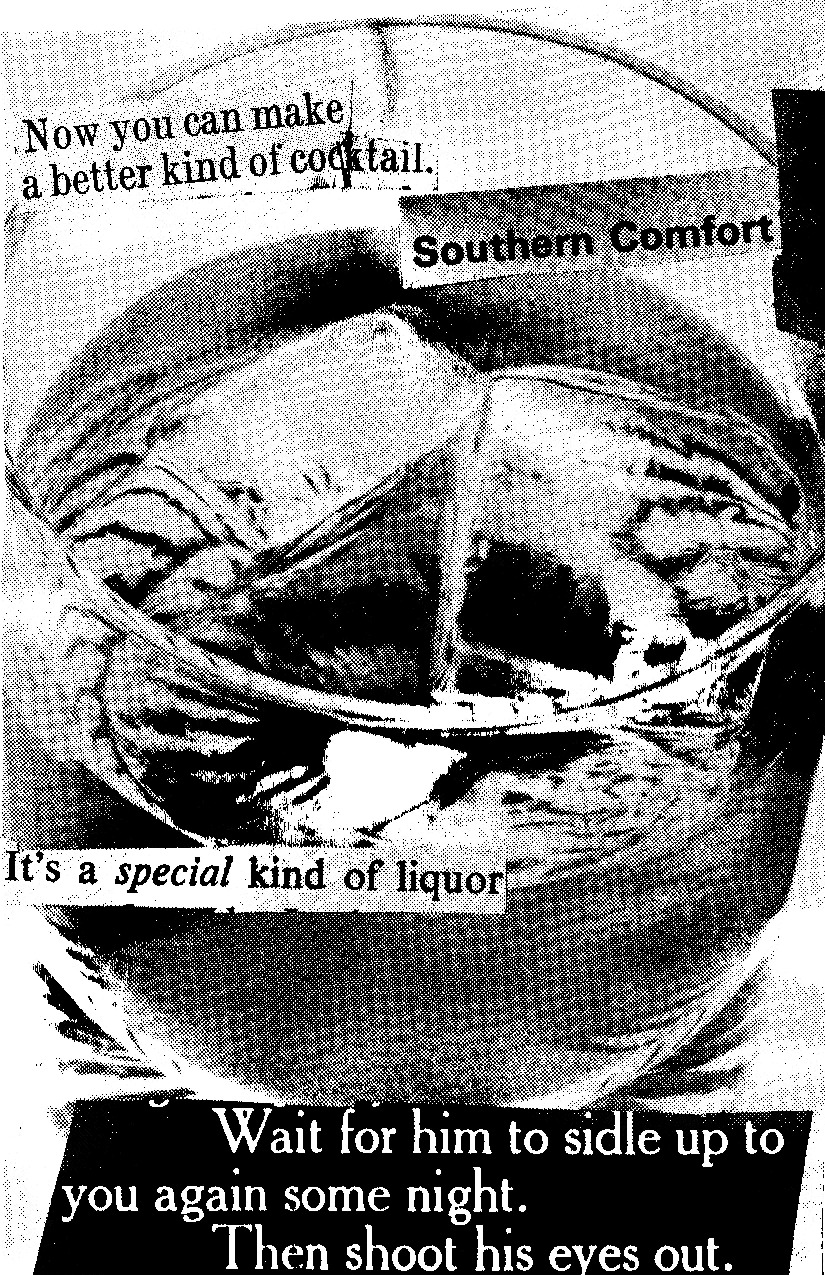 Now you can make
a better kind of cocktail.
Southern Comfort
It's a special kind of liquor
Wait for him to sidle up to
you again some night.
Then shoot his eyes out.